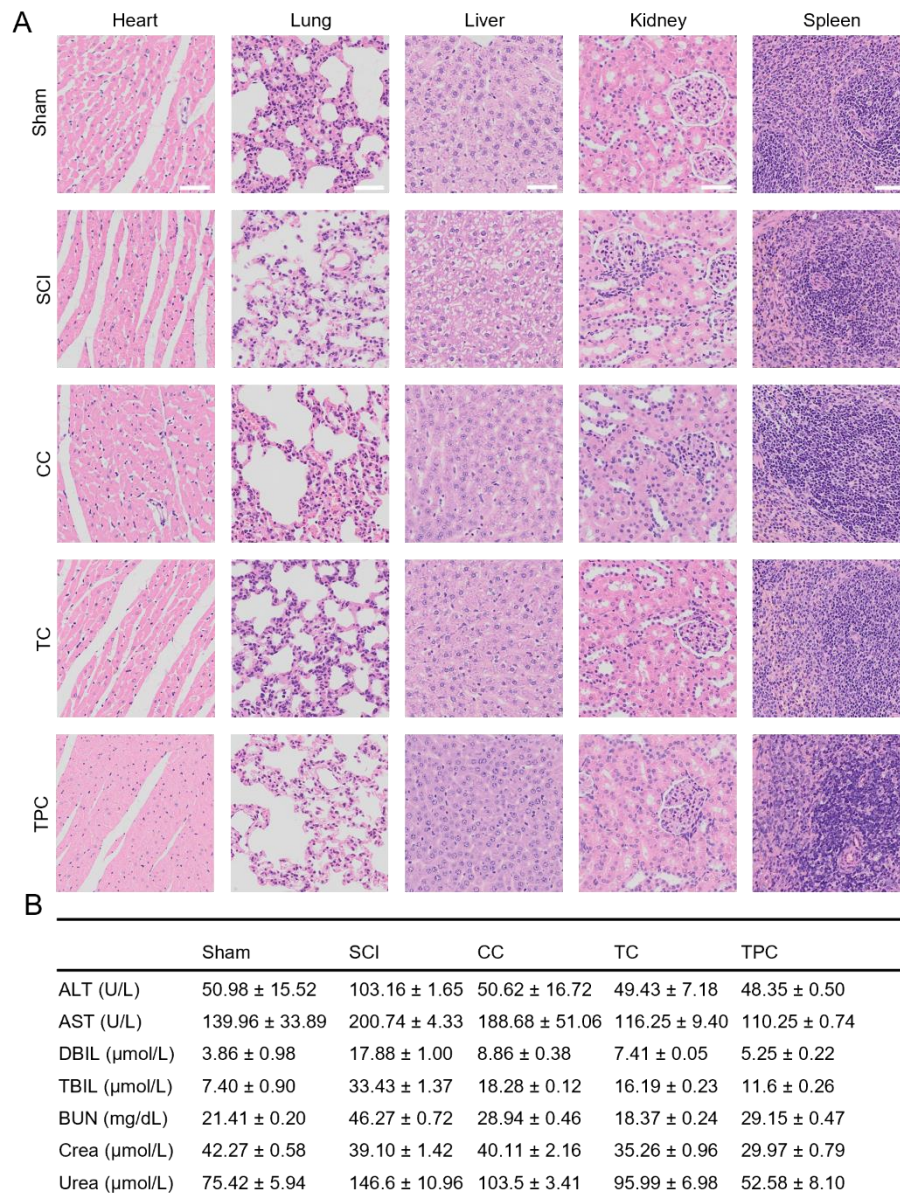 A
Heart Lung Liver Kidney Spleen
Sham
SCI
CC
TC
TPC
B
Sham SCI CC TC TPC
ALT (U/L) 50.98 ± 15.52 103.16 ± 1.65 50.62 ± 16.72 49.43 ± 7.18 48.35 ± 0.50
AST (U/L) 139.96 ± 33.89 200.74 ± 4.33 188.68 ± 51.06 116.25 ± 9.40 110.25 ± 0.74
DBIL (μmol/L) 3.86 ± 0.98 17.88 ± 1.00 8.86 ± 0.38 7.41 ± 0.05 5.25 ± 0.22
TBIL (μmol/L) 7.40 ± 0.90 33.43 ± 1.37 18.28 ± 0.12 16.19 ± 0.23 11.6 ± 0.26
BUN (mg/dL) 21.41 ± 0.20 46.27 ± 0.72 28.94 ± 0.46 18.37 ± 0.24 29.15 ± 0.47
Crea (μmol/L) 42.27 ± 0.58 39.10 ± 1.42 40.11 ± 2.16 35.26 ± 0.96 29.97 ± 0.79
Urea (μmol/L) 75.42 ± 5.94 146.6 ± 10.96 103.5 ± 3.41 95.99 ± 6.98 52.58 ± 8.10